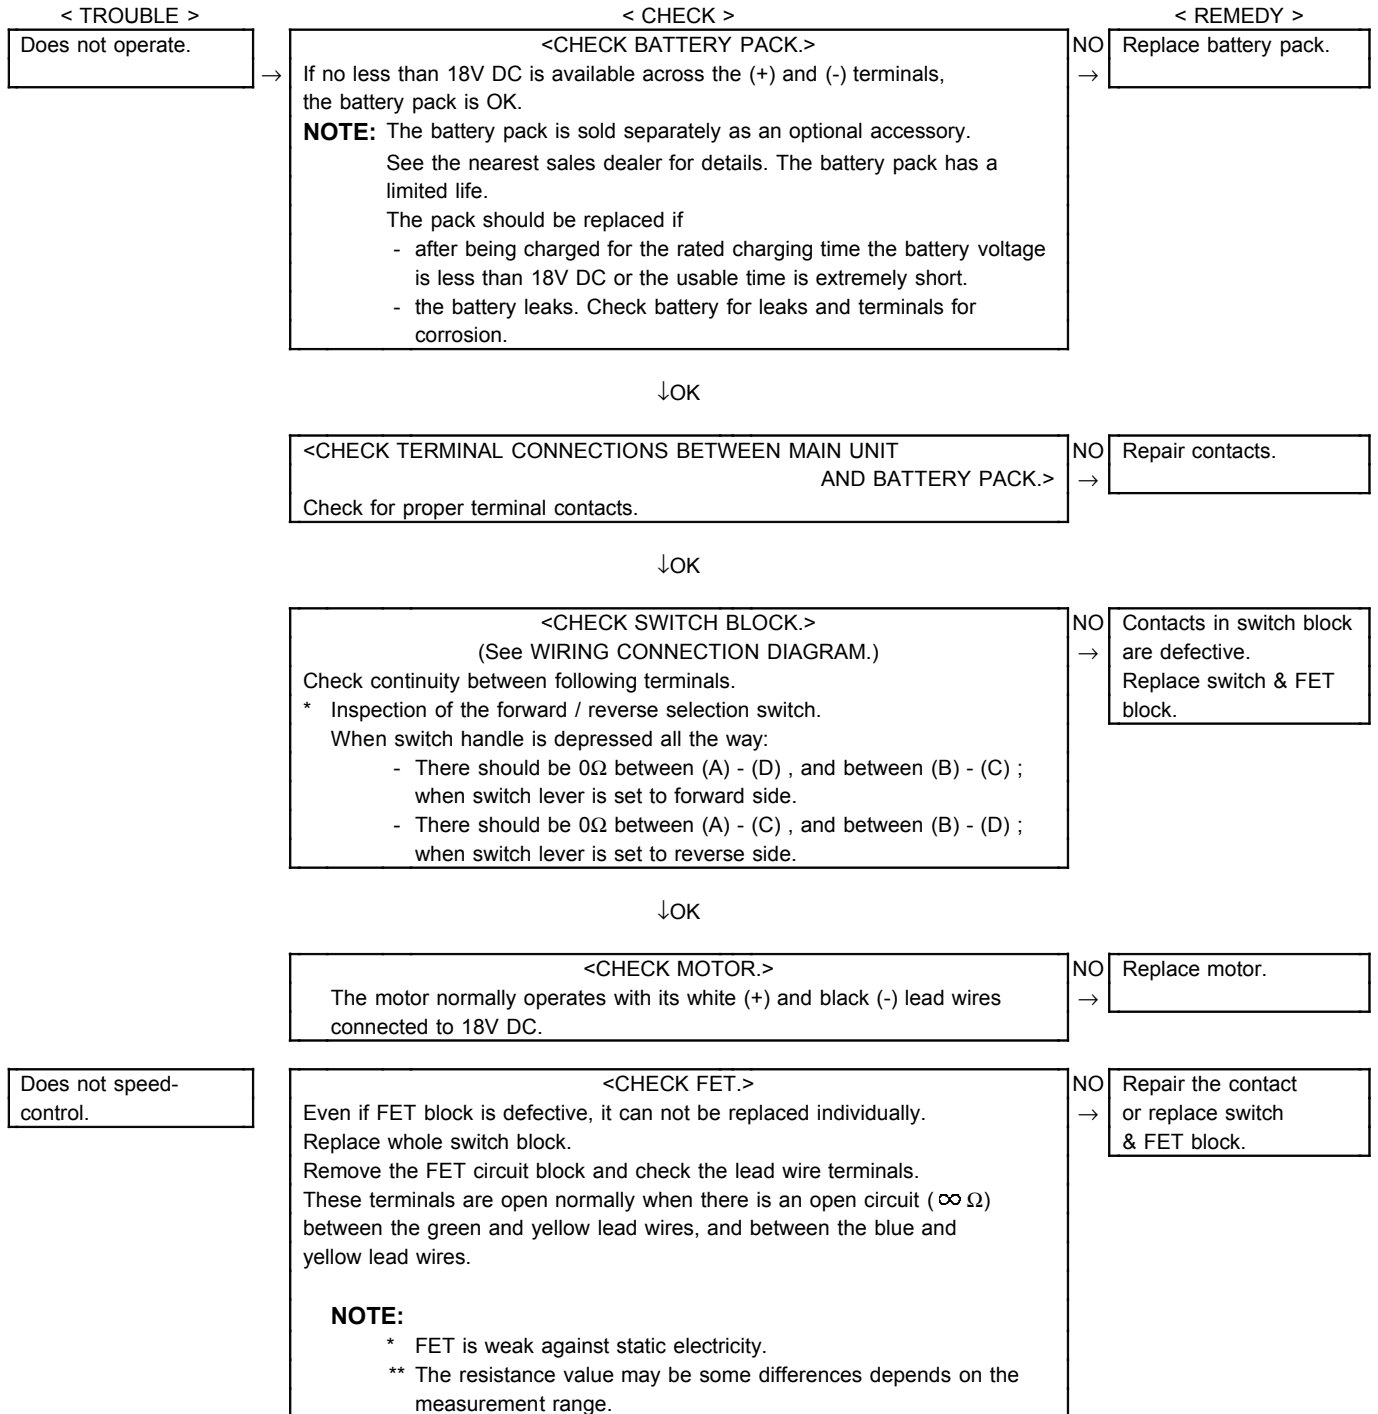 < TROUBLE >
< CHECK >
< REMEDY >
Does not operate.
→
<CHECK BATTERY PACK.>
If no less than 18V DC is available across the (+) and (-) terminals,
the battery pack is OK.
NOTE: The battery pack is sold separately as an optional accessory.
See the nearest sales dealer for details. The battery pack has a
limited life.
The pack should be replaced if
- after being charged for the rated charging time the battery voltage
is less than 18V DC or the usable time is extremely short.
- the battery leaks. Check battery for leaks and terminals for
corrosion.
NO
→
Replace battery pack.
↓OK
<CHECK TERMINAL CONNECTIONS BETWEEN MAIN UNIT
AND BATTERY PACK.>
Check for proper terminal contacts.
NO
→
Repair contacts.
↓OK
<CHECK SWITCH BLOCK.>
(See WIRING CONNECTION DIAGRAM.)
Check continuity between following terminals.
* Inspection of the forward / reverse selection switch.
When switch handle is depressed all the way:
- There should be 0Ω between (A) - (D) , and between (B) - (C) ;
when switch lever is set to forward side.
- There should be 0Ω between (A) - (C) , and between (B) - (D) ;
when switch lever is set to reverse side.
NO
→
Contacts in switch block
are defective.
Replace switch & FET
block.
↓OK
<CHECK MOTOR.>
The motor normally operates with its white (+) and black (-) lead wires
connected to 18V DC.
NO
→
Replace motor.
Does not speed-
control.
<CHECK FET.>
Even if FET block is defective, it can not be replaced individually.
Replace whole switch block.
Remove the FET circuit block and check the lead wire terminals.
These terminals are open normally when there is an open circuit ( ∞ Ω)
between the green and yellow lead wires, and between the blue and
yellow lead wires.
NOTE:
* FET is weak against static electricity.
** The resistance value may be some differences depends on the
measurement range.
NO
→
Repair the contact
or replace switch
& FET block.